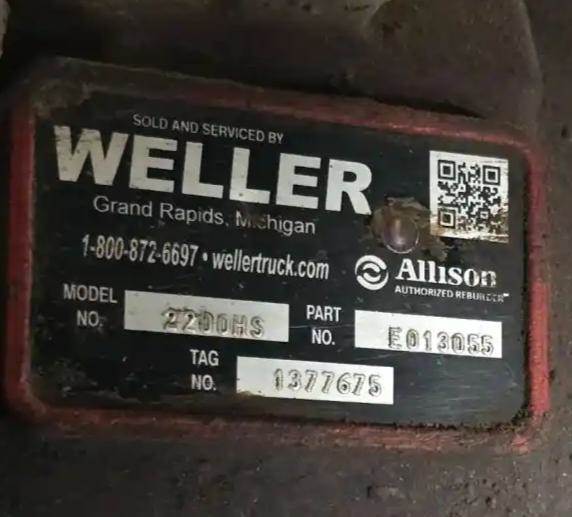 SOLD AND SERVICED BY
WELLER
Grand Rapids, Michigan
1-800-872-6697 • wellertruck.com
Allison
AUTHORIZED REBUILDER™
MODEL NO. 2200HS
PART NO. E013055
TAG NO. 1377675